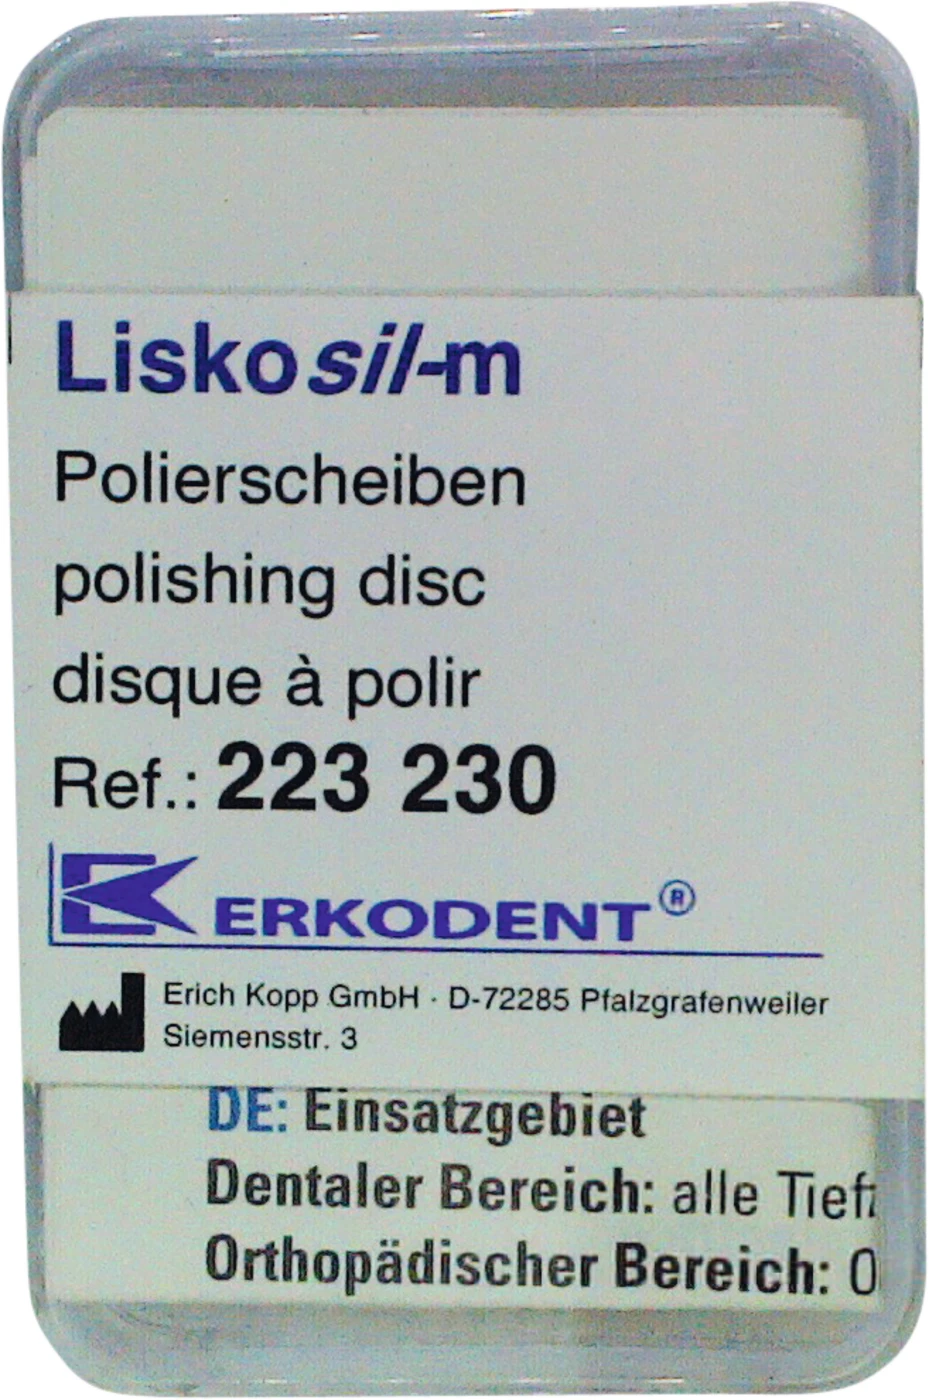 Liskosil-m
Polierscheiben
polishing disc
disque à polir
Ref.: 223 230
ERKODENT®
Erich Kopp GmbH · D-72285 Pfalzgrafenweiler
Siemensstr. 3
DE: Einsatzgebiet
Dentaler Bereich: alle
Orthopädischer Bereich: